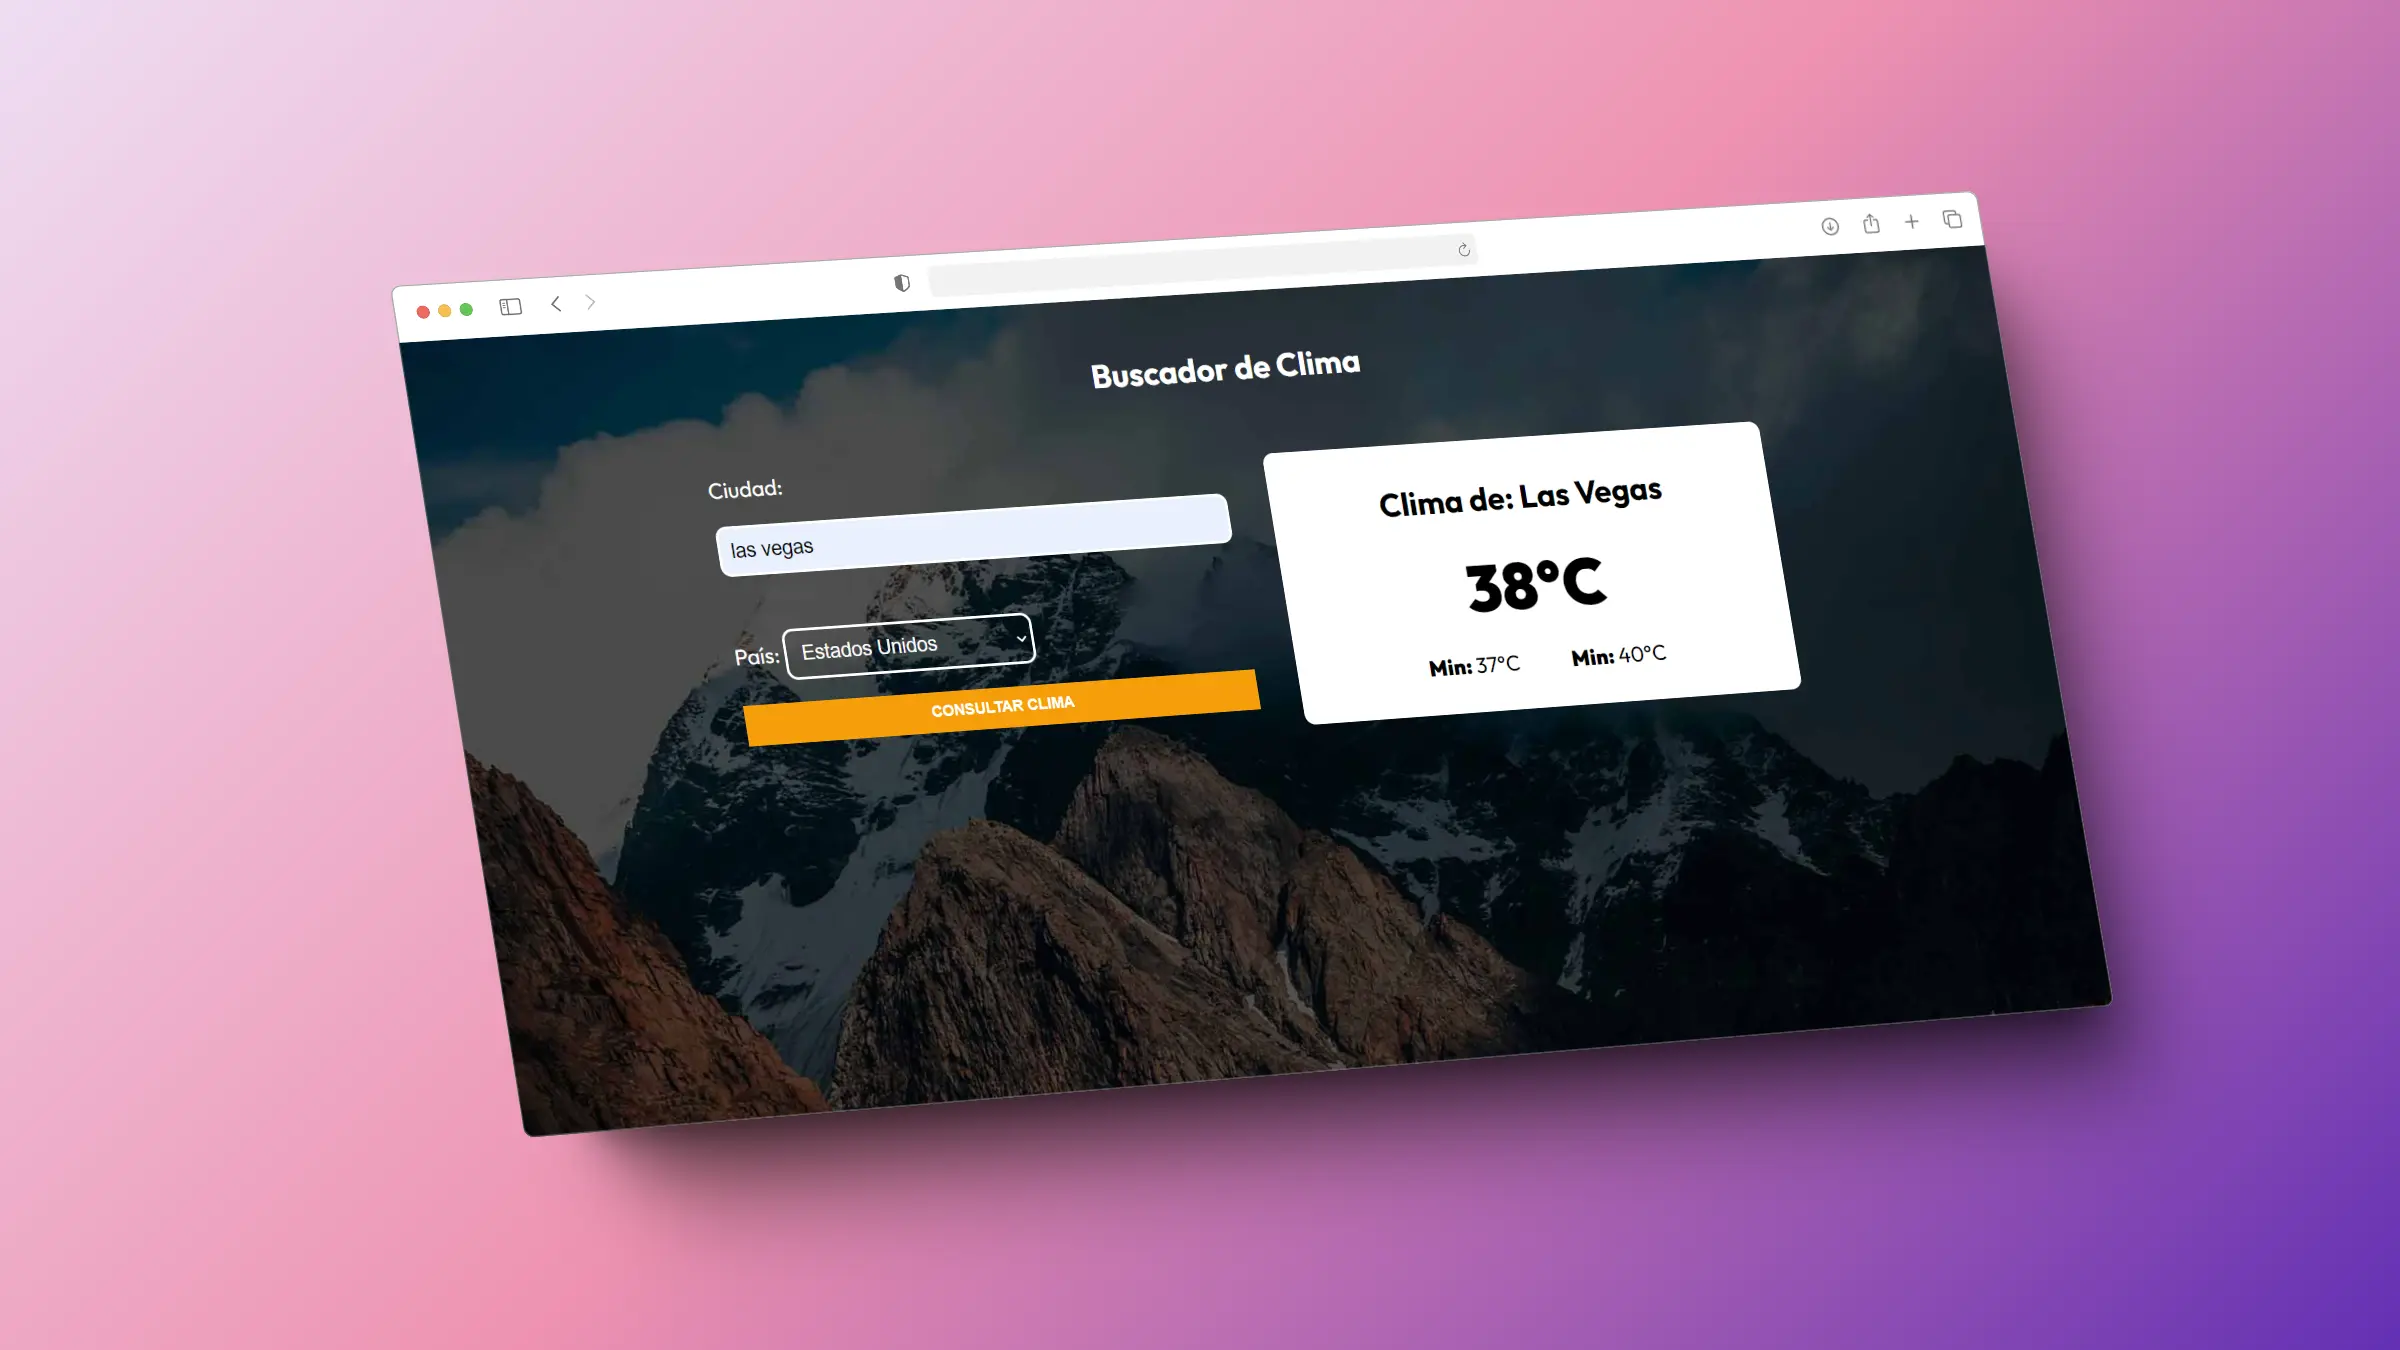 Buscador de Clima
Ciudad:
las vegas
País: Estados Unidos
CONSULTAR CLIMA
Clima de: Las Vegas
38°C
Min: 37°C Min: 40°C